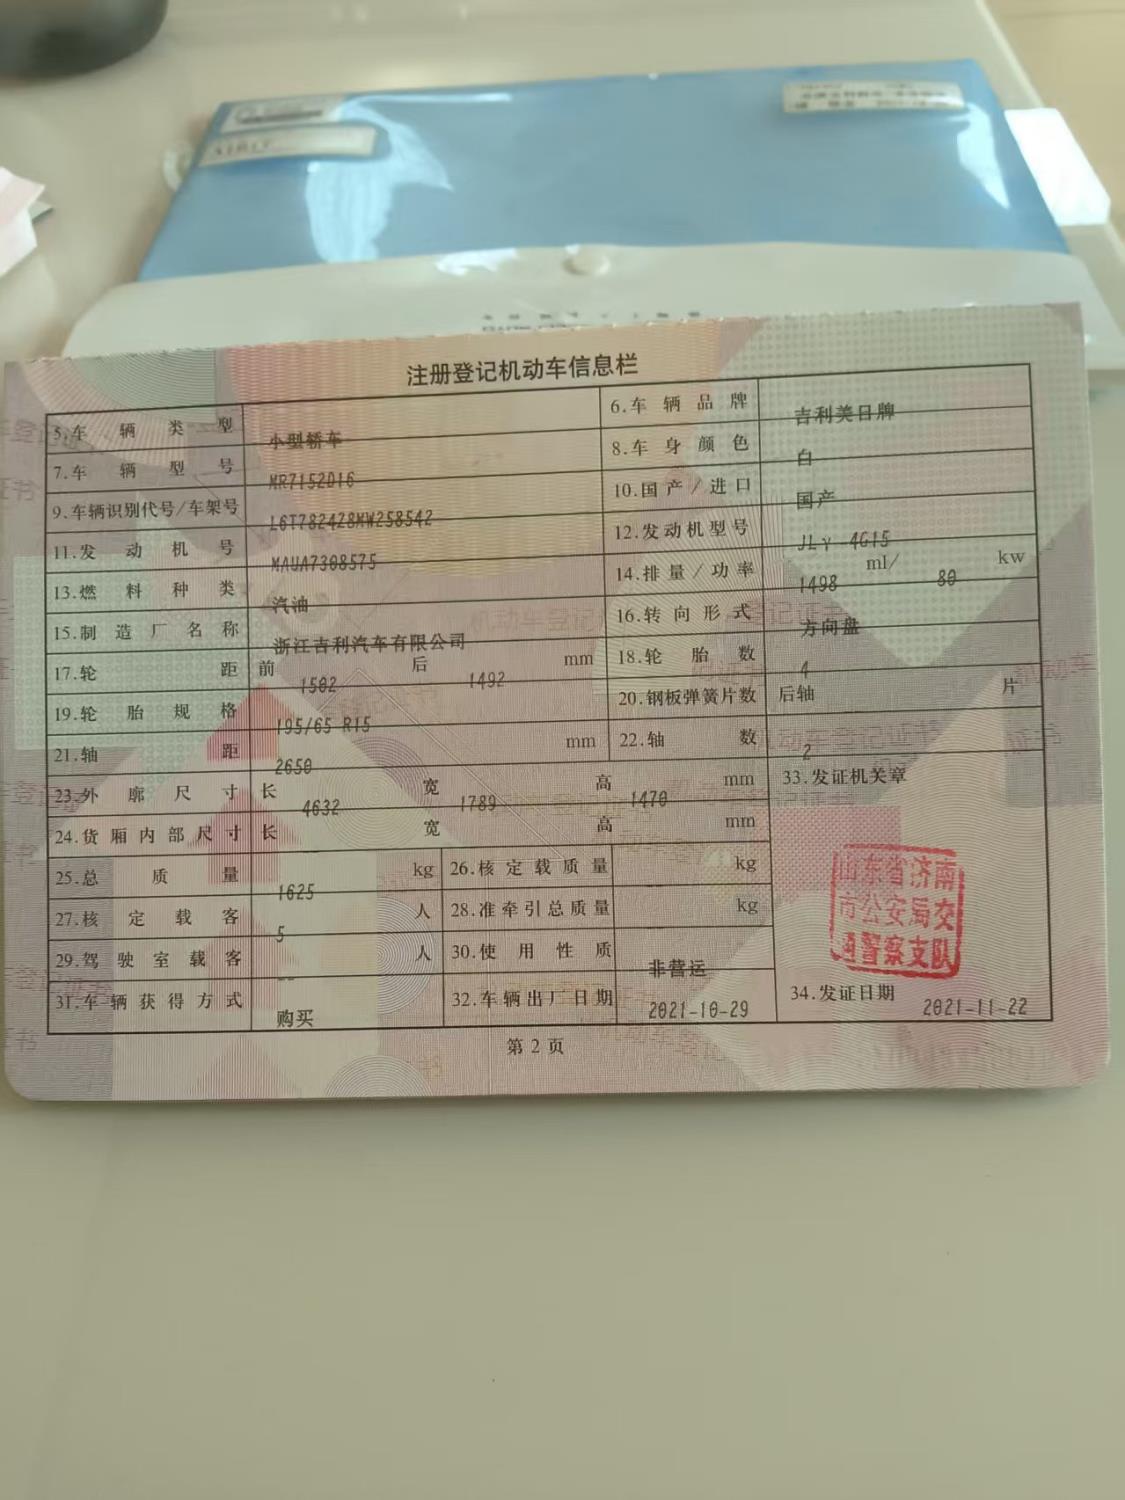 注册登记机动车信息栏
5.车辆类型 小型轿车 6.车辆品牌 吉利美日牌
7.车辆型号 MR7152D16 8.车身颜色 白
9.车辆识别代号/车架号 L6T7824Z8MW258542 10.国产/进口 国产
11.发动机号 MAUA7308575 12.发动机型号 JLγ-4G15
13.燃料种类 汽油 14.排量/功率 1498 ml/ 80 kw
15.制造厂名称 浙江吉利汽车有限公司 16.转向形式 方向盘
17.轮距 前 1502 后 1492 mm 18.轮胎数 4
19.轮胎规格 195/65 R15 20.钢板弹簧片数 后轴 片
21.轴距 2650 mm 22.轴数 2
23.外廓尺寸 长 4632 宽 1789 高 1470 mm 33.发证机关章
24.货厢内部尺寸 长 宽 高 mm
25.总质量 1625 kg 26.核定载质量 kg
27.核定载客 5 人 28.准牵引总质量 kg
29.驾驶室载客 人 30.使用性质 非营运
31.车辆获得方式 购买 32.车辆出厂日期 2021-10-29 34.发证日期 2021-11-22
山东省济南
市公安局交
通警察支队
第2页